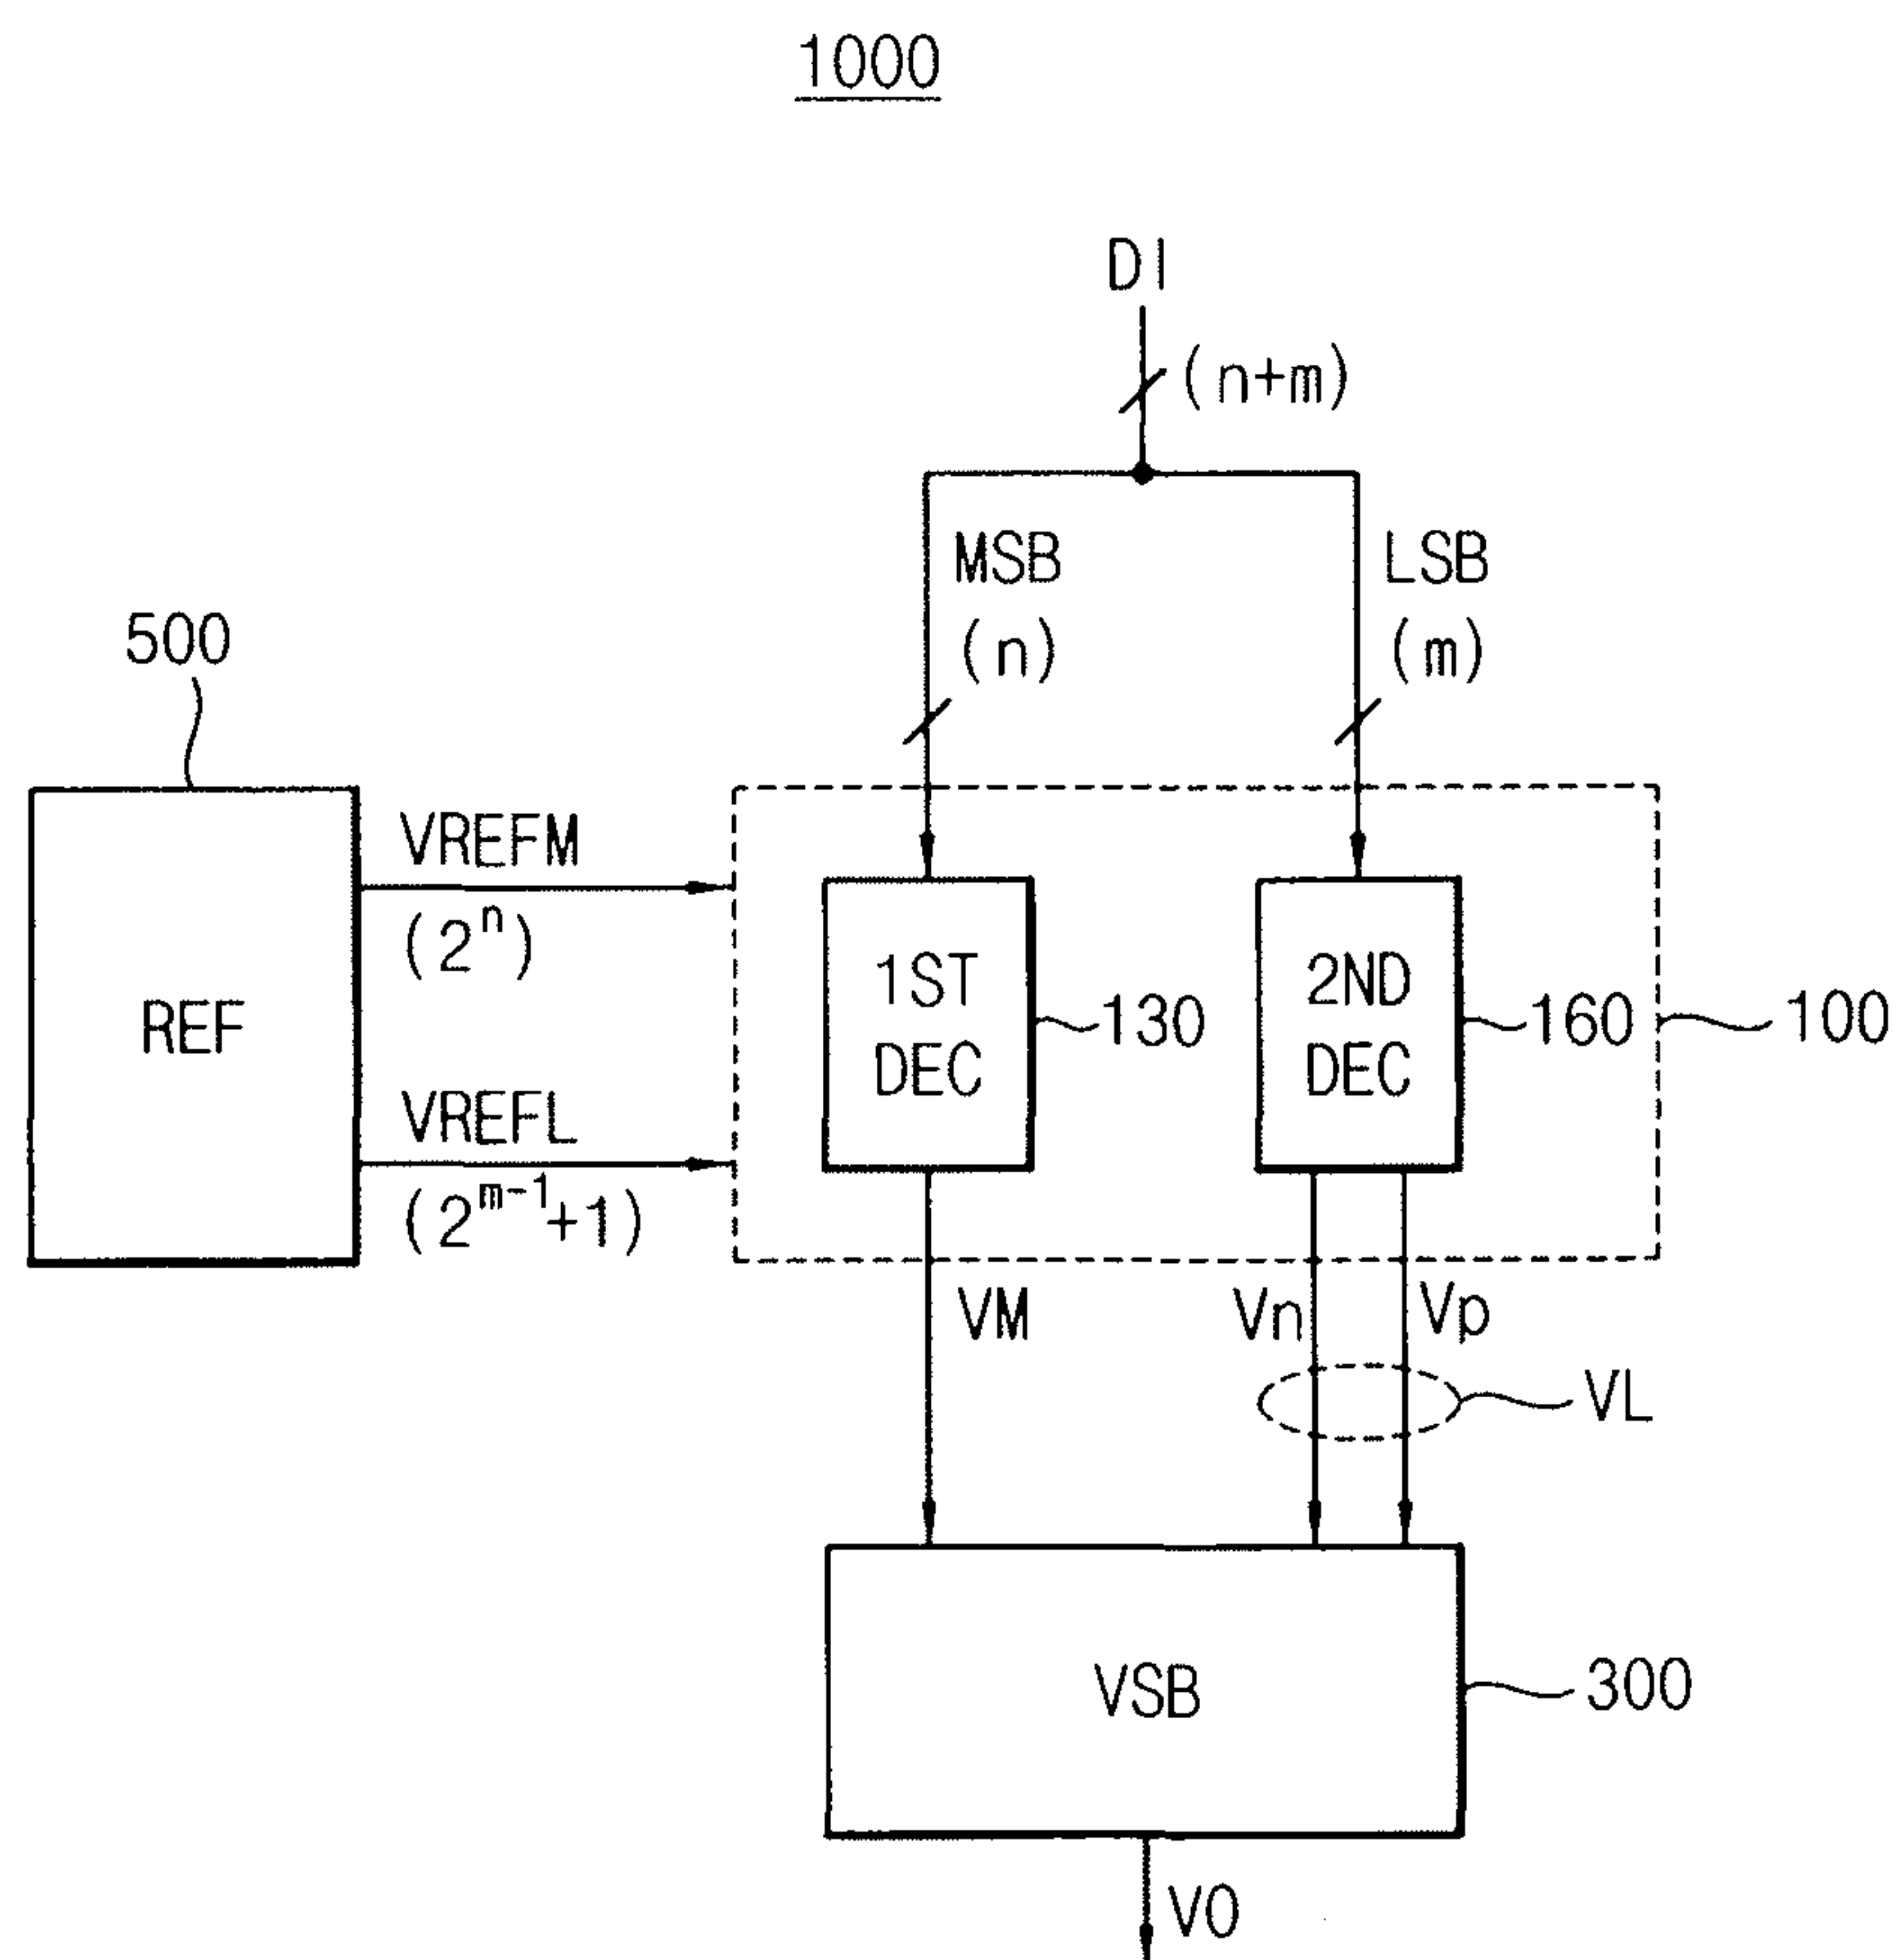 1000
DI
(n+m)
MSB
(n)
LSB
(m)
500
REF
VREFM
(2^n)
VREFL
(2^{m-1}+1)
1ST
DEC
130
2ND
DEC
160
100
VM
Vn
Vp
VL
VSB
300
VO